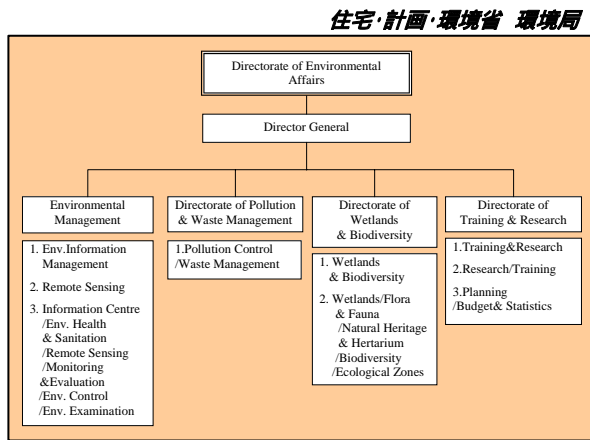 住宅・計画・環境省 環境局
Directorate of Environmental
Affairs
Director General
Environmental
Management
Directorate of Pollution
& Waste Management
Directorate of
Wetlands
& Biodiversity
Directorate of
Training & Research
1. Env.Information
Management
2. Remote Sensing
3. Information Centre
/Env. Health
& Sanitation
/Remote Sensing
/Monitoring
&Evaluation
/Env. Control
/Env. Examination
1.Pollution Control
/Waste Management
1. Wetlands
& Biodiversity
2. Wetlands/Flora
& Fauna
/Natural Heritage
& Hertarium
/Biodiversity
/Ecological Zones
1.Training&Research
2.Research/Training
3.Planning
/Budget& Statistics